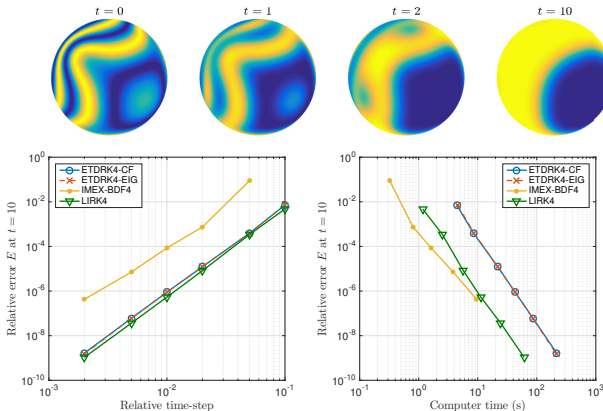 t = 0
t = 1
t = 2
t = 10
Relative error E at t = 10
10^0
10^-2
10^-4
10^-6
10^-8
10^-10
ETDRK4-CF
ETDRK4-EIG
IMEX-BDF4
LIRK4
10^-3
10^-2
10^-1
Relative time-step
Relative error E at t = 10
10^0
10^-2
10^-4
10^-6
10^-8
10^-10
ETDRK4-CF
ETDRK4-EIG
IMEX-BDF4
LIRK4
10^-1
10^0
10^1
10^2
10^3
Computer time (s)